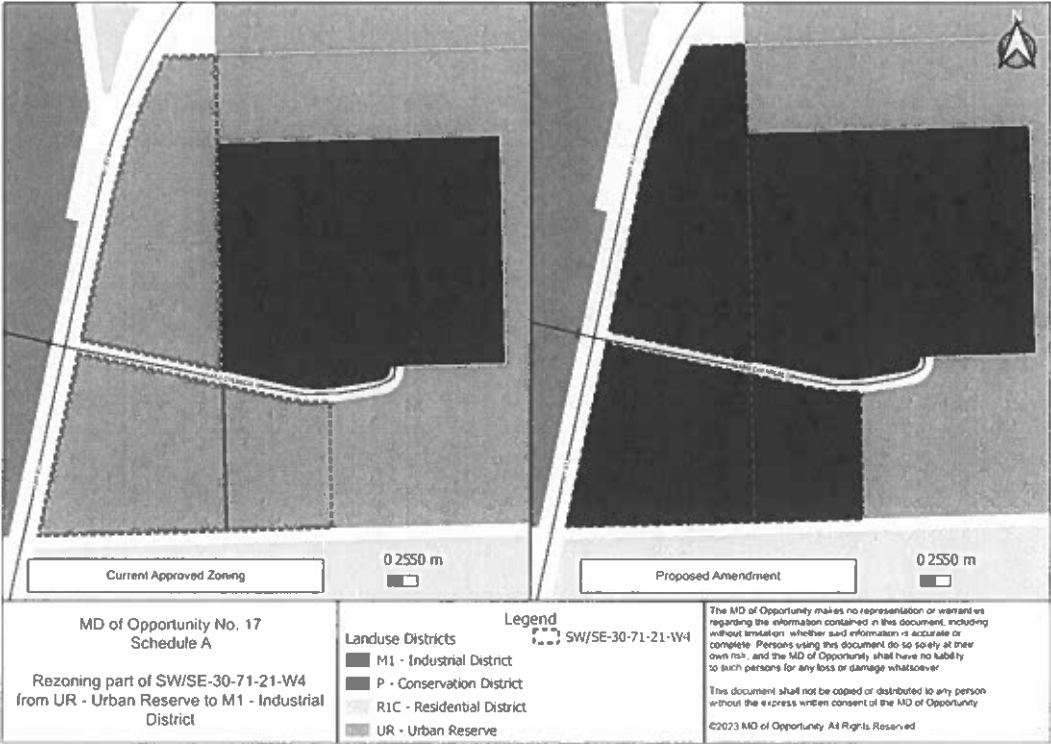 N
Current Approved Zoning
0 2550 m
Proposed Amendment
0 2550 m
MD of Opportunity No. 17
Schedule A
Rezoning part of SW/SE-30-71-21-W4
from UR - Urban Reserve to M1 - Industrial
District
Legend
Landuse Districts
SW/SE-30-71-21-W4
M1 - Industrial District
P - Conservation District
R1C - Residential District
UR - Urban Reserve
The MD of Opportunity makes no representation or warranties
regarding the information contained in this document, including
without limitation, whether said information is accurate or
complete. Persons using this document do so solely at their
own risk, and the MD of Opportunity shall have no liability
to such persons for any loss or damage whatsoever
This document shall not be copied or distributed to any person
without the express written consent of the MD of Opportunity
©2023 MD of Opportunity. All Rights Reserved